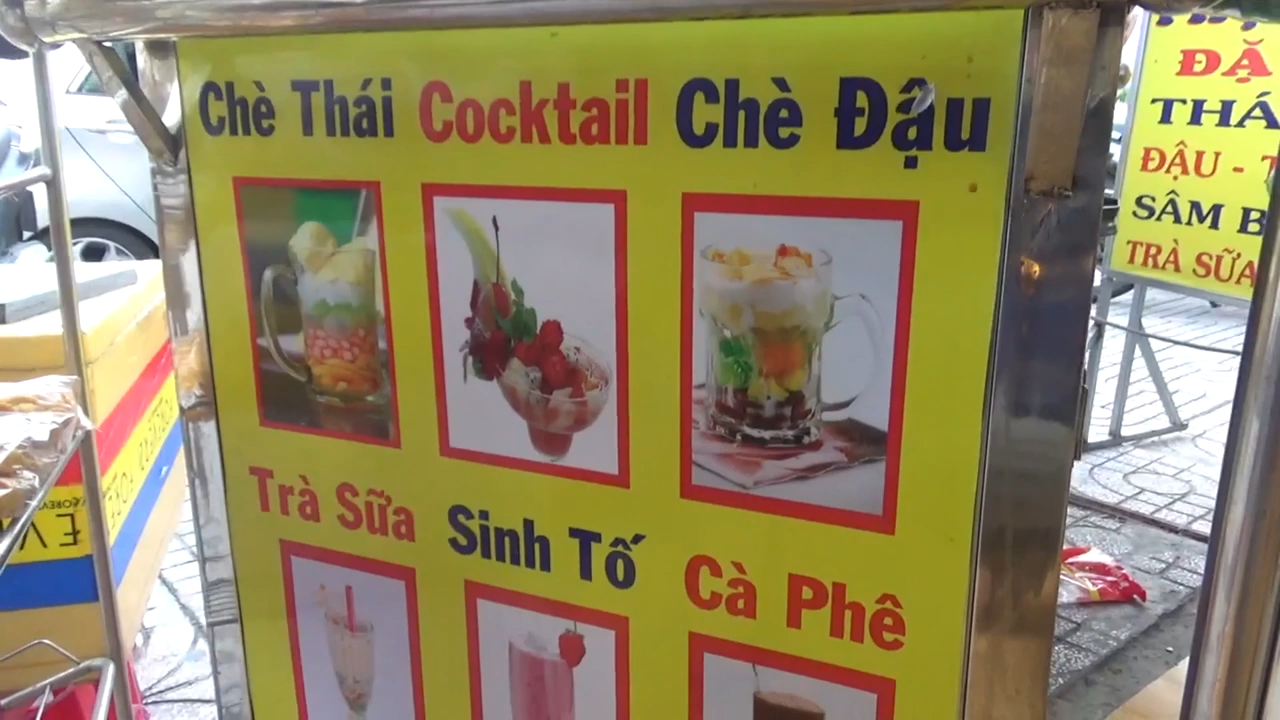 Chè Thái Cocktail Chè Đậu
Trà Sữa Sinh Tố Cà Phê
ĐẶ
THÁ
ĐẬU - T
SÂM B
TRÀ SỮA